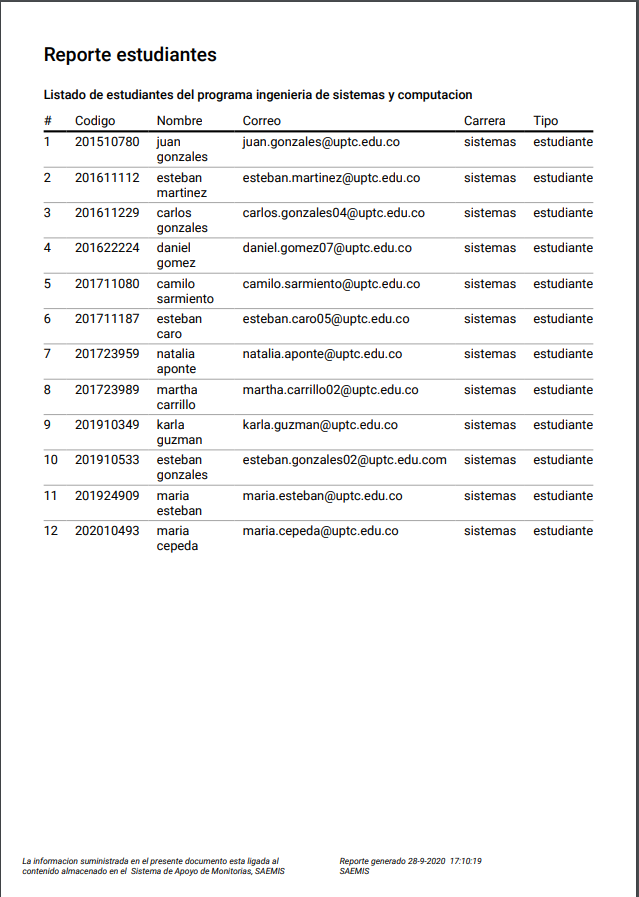 Reporte estudiantes
Listado de estudiantes del programa ingenieria de sistemas y computacion
# Codigo Nombre Correo Carrera Tipo
1 201510780 juan juan.gonzales@uptc.edu.co sistemas estudiante
gonzales
2 201611112 esteban esteban.martinez@uptc.edu.co sistemas estudiante
martinez
3 201611229 carlos carlos.gonzales04@uptc.edu.co sistemas estudiante
gonzales
4 201622224 daniel daniel.gomez07@uptc.edu.co sistemas estudiante
gomez
5 201711080 camilo camilo.sarmiento@uptc.edu.co sistemas estudiante
sarmiento
6 201711187 esteban esteban.caro05@uptc.edu.co sistemas estudiante
caro
7 201723959 natalia natalia.aponte@uptc.edu.co sistemas estudiante
aponte
8 201723989 martha martha.carrillo02@uptc.edu.co sistemas estudiante
carrillo
9 201910349 karla karla.guzman@uptc.edu.co sistemas estudiante
guzman
10 201910533 esteban esteban.gonzales02@uptc.edu.com sistemas estudiante
gonzales
11 201924909 maria maria.esteban@uptc.edu.co sistemas estudiante
esteban
12 202010493 maria maria.cepeda@uptc.edu.co sistemas estudiante
cepeda
La informacion suministrada en el presente documento esta ligada al
contenido almacenado en el Sistema de Apoyo de Monitorias, SAEMIS
Reporte generado 28-9-2020 17:10:19
SAEMIS